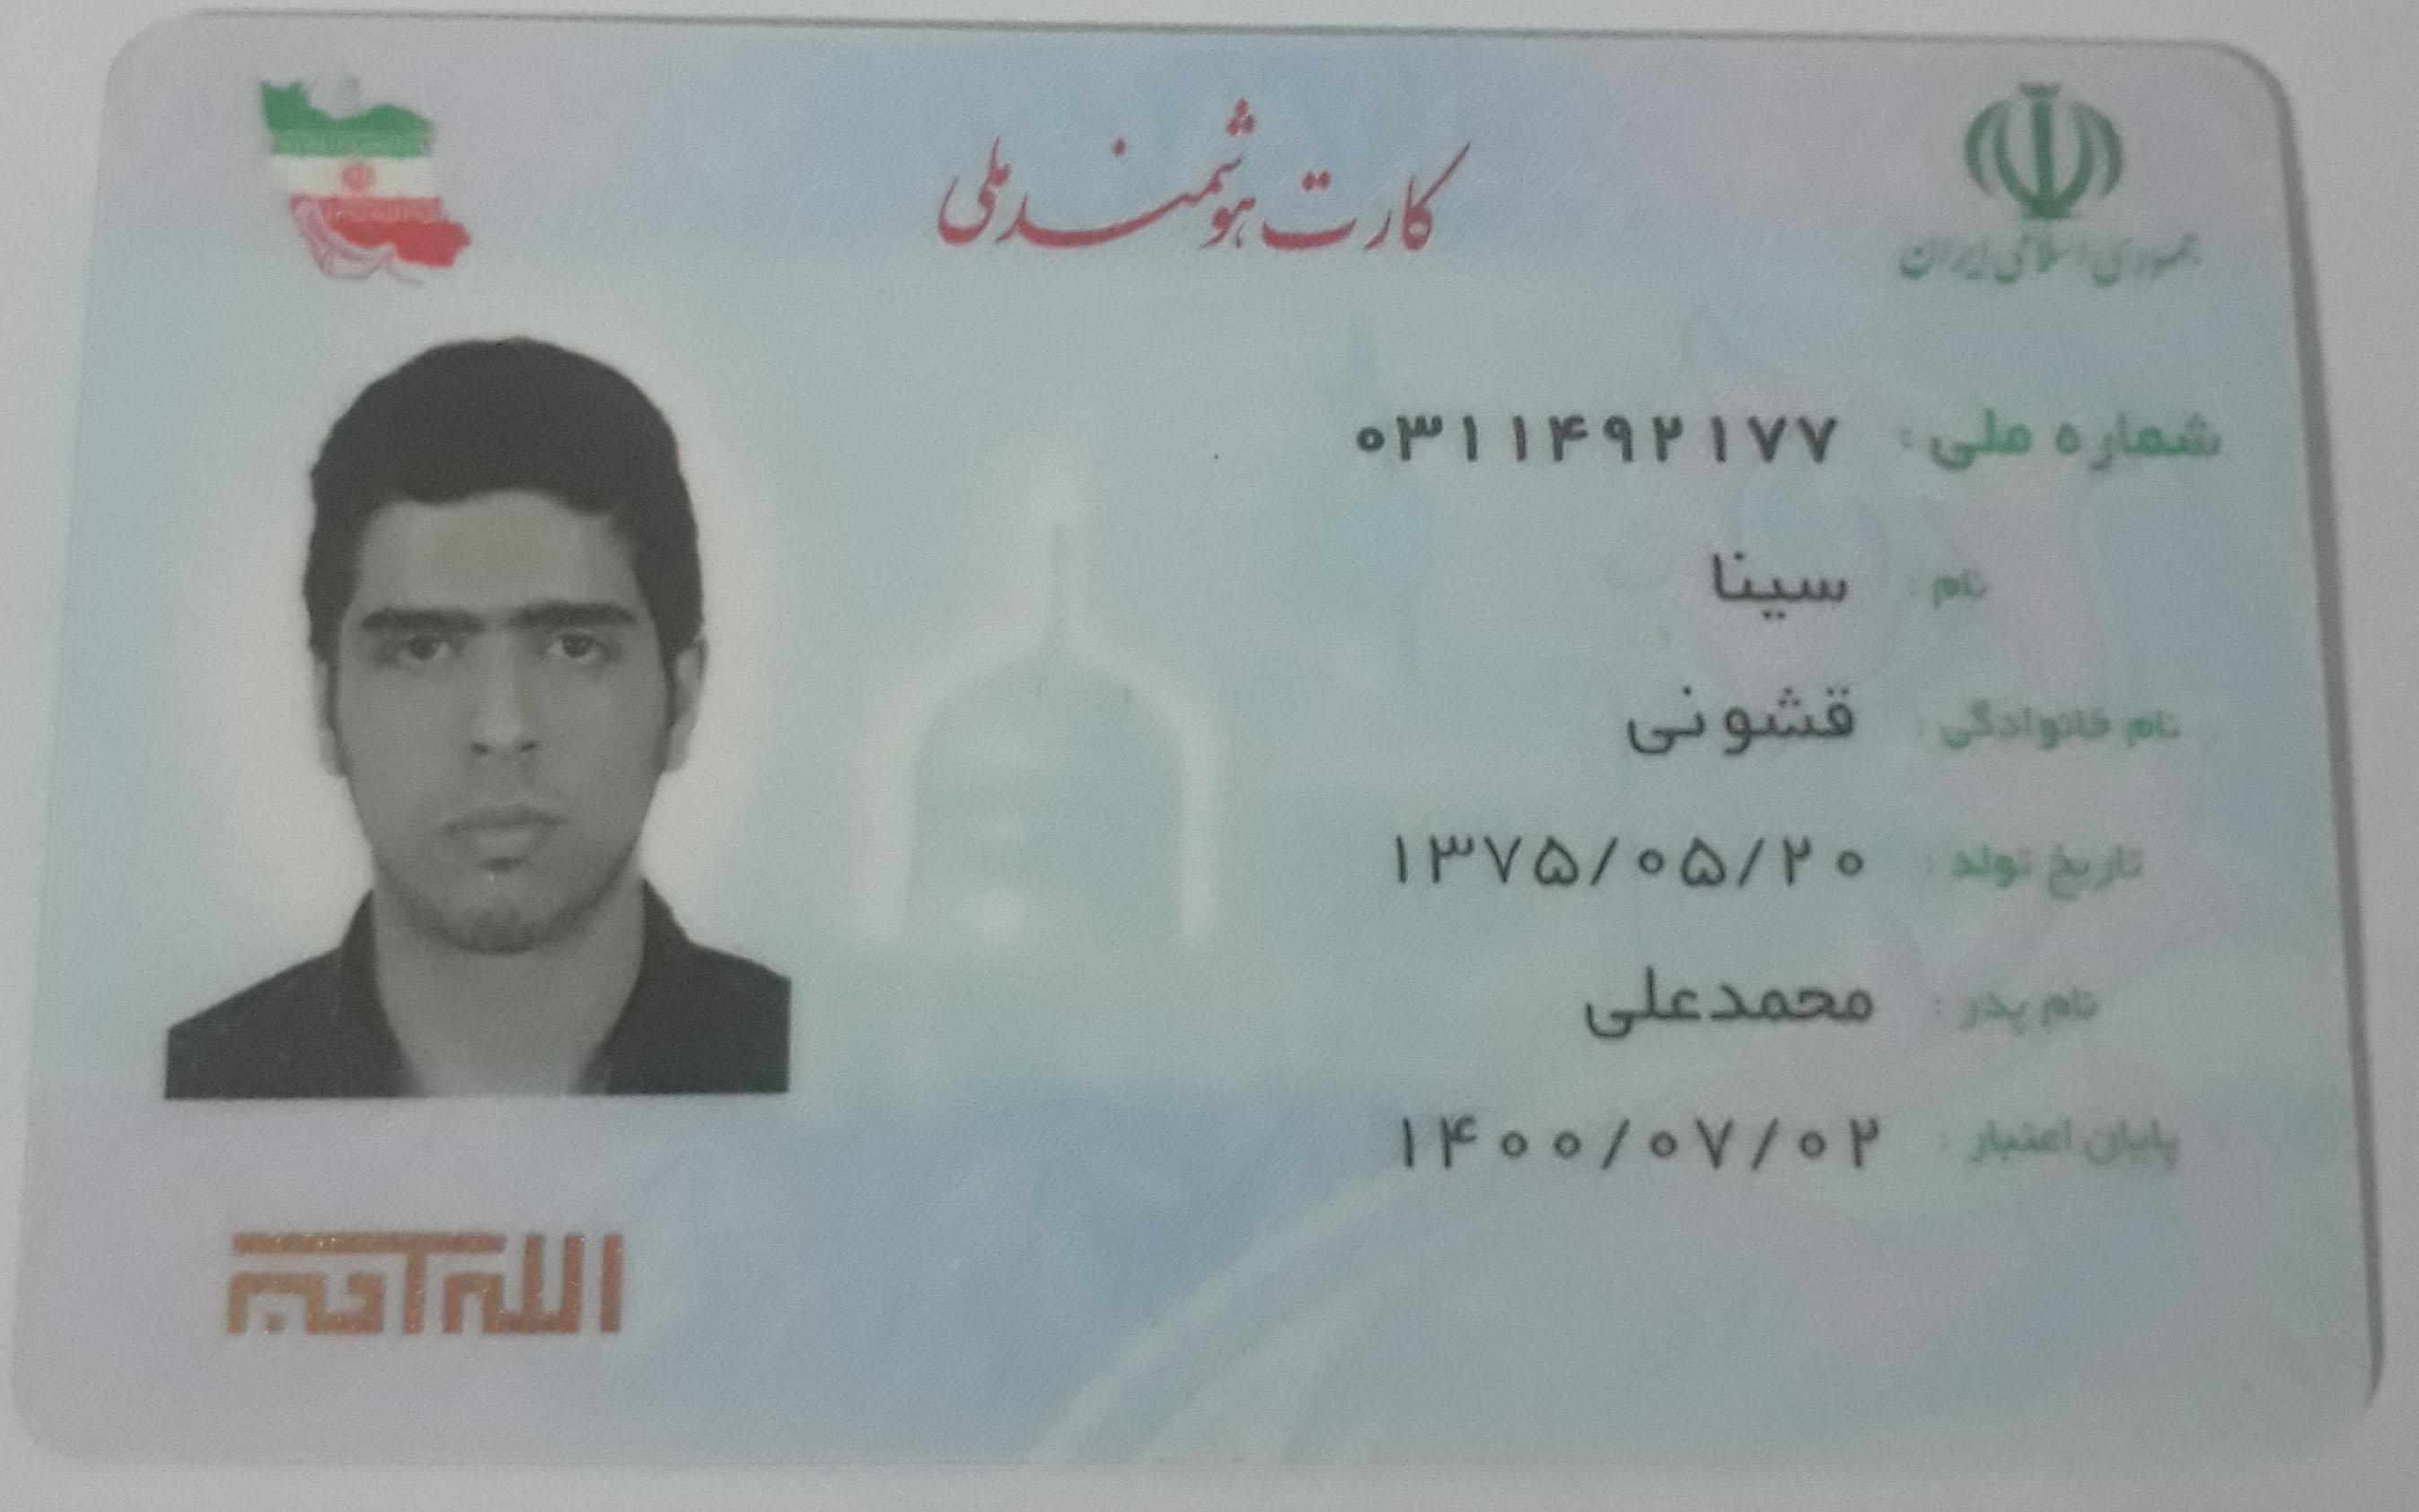 جمهوری اسلامی ایران
کارت هوشمند ملی
شماره ملی : ۰۳۱۱۴۹۲۱۷۷
نام : سینا
نام خانوادگی : قشونی
تاریخ تولد : ۱۳۷۵/۰۵/۲۰
نام پدر : محمدعلی
پایان اعتبار : ۱۴۰۰/۰۷/۰۲
الله اکبر